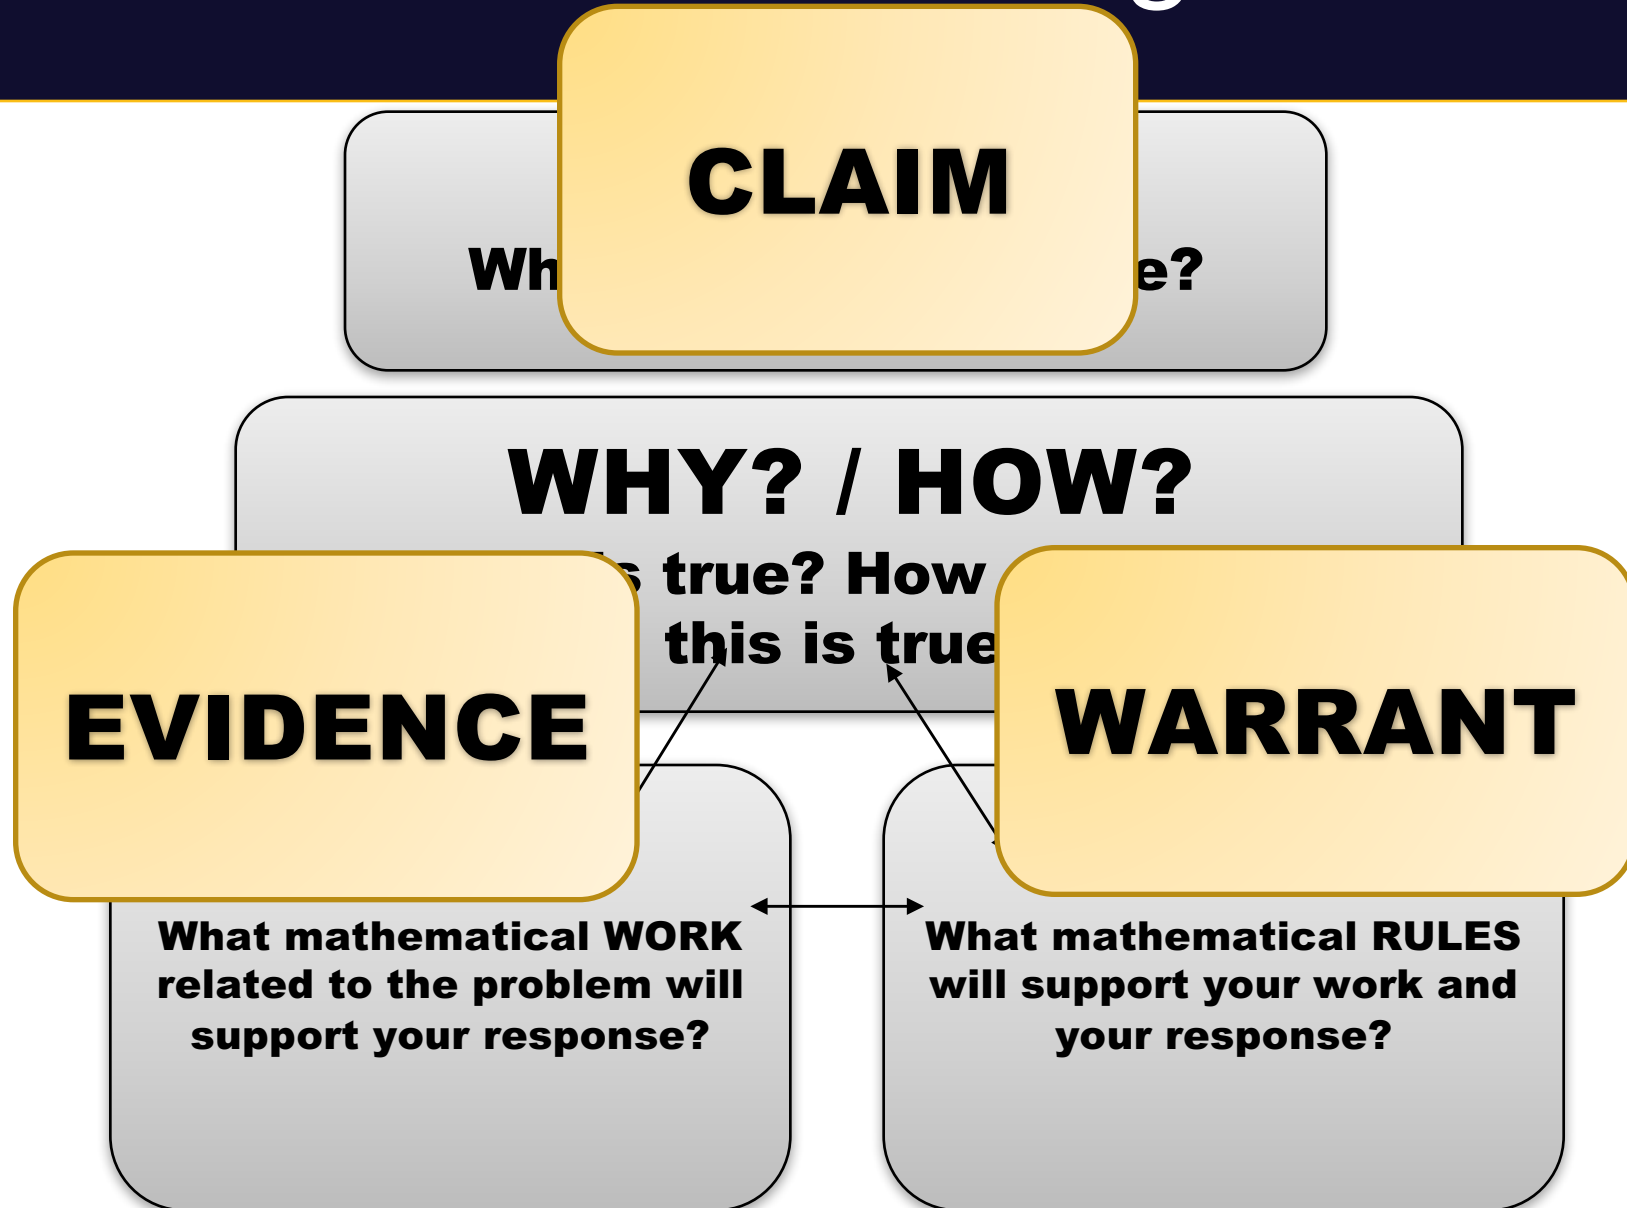 CLAIM
WHY? / HOW?
true? How
this is true
EVIDENCE
WARRANT
What mathematical WORK
related to the problem will
support your response?
What mathematical RULES
will support your work and
your response?